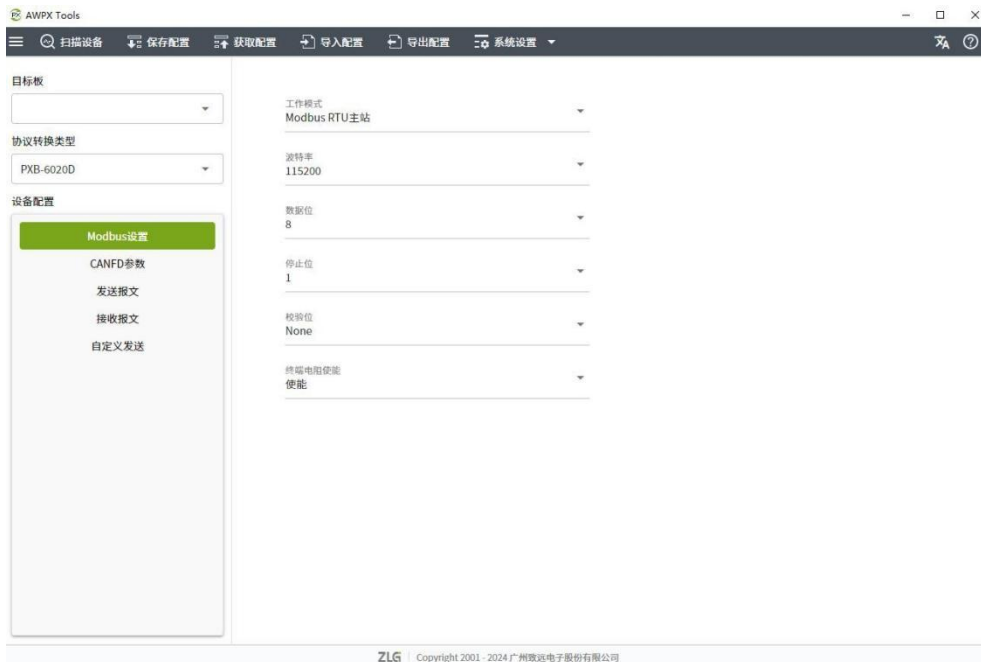 AWPX Tools
扫描设备 保存配置 获取配置 导入配置 导出配置 系统设置
目标板
协议转换类型
PXB-6020D
设备配置
Modbus设置
CANFD参数
发送报文
接收报文
自定义发送
工作模式
Modbus RTU主站
波特率
115200
数据位
8
停止位
1
校验位
None
终端电阻使能
使能
ZLG | Copyright 2001 - 2024 广州致远电子股份有限公司